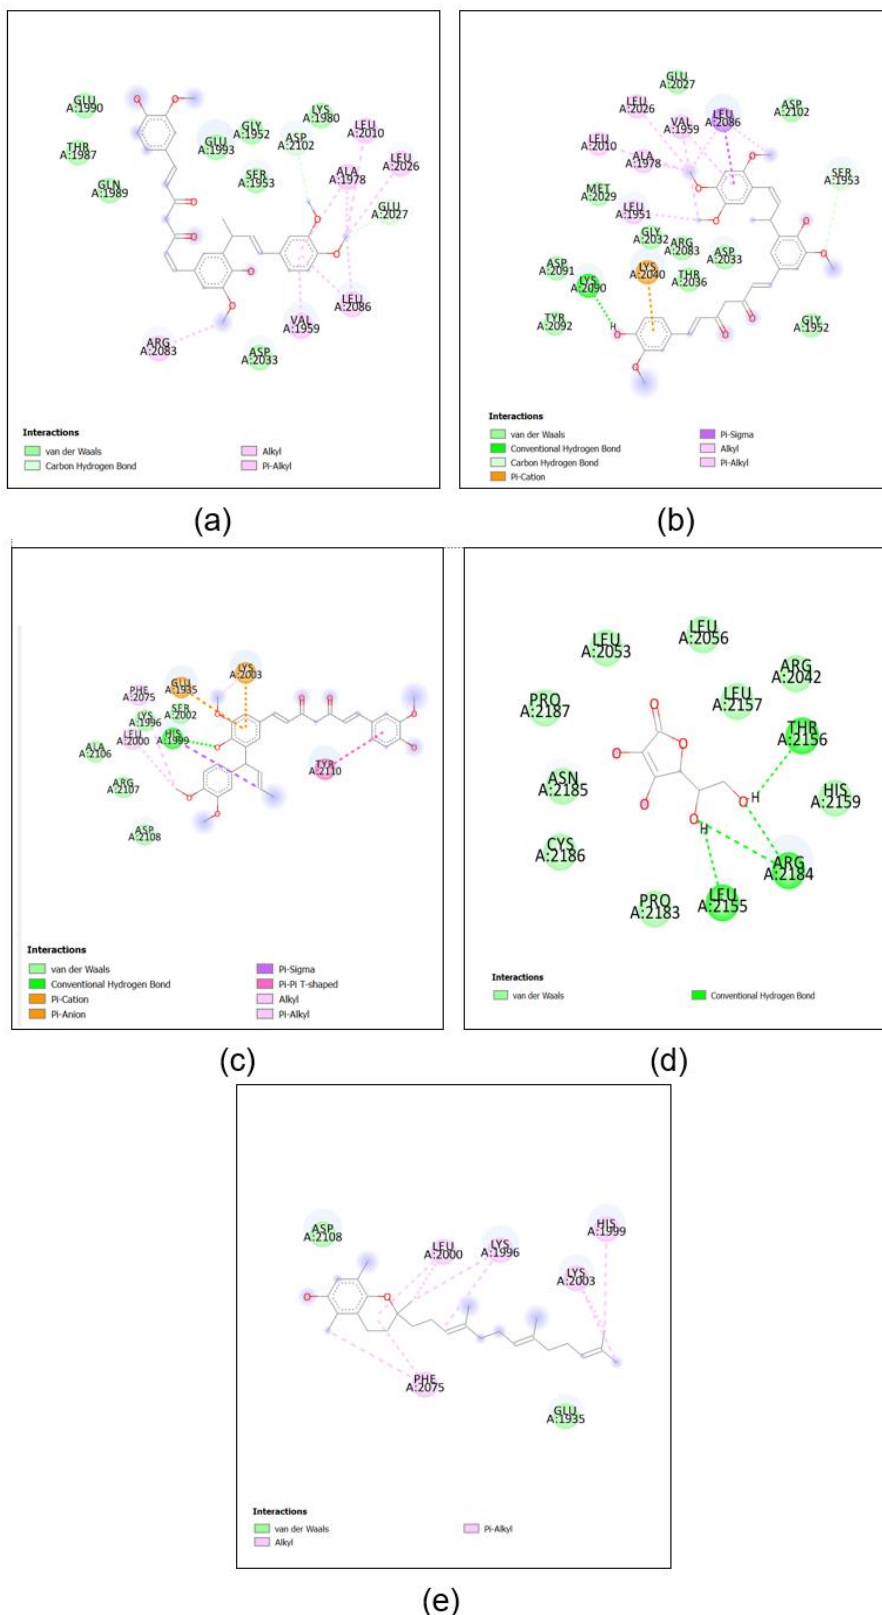 GLU
A:1990
THR
A:1987
GLN
A:1989
GLU
A:1993
GLY
A:1952
SER
A:1953
LYS
A:1980
ASP
A:2102
LEU
A:2010
ALA
A:1978
LEU
A:2026
GLU
A:2027
LEU
A:2086
VAL
A:1959
ARG
A:2083
ASP
A:2033
O
O
O
O
O
O
O
O
Interactions
van der Waals
Carbon Hydrogen Bond
Alkyl
Pi-Alkyl
(a)
GLU
A:2027
LEU
A:2026
VAL
A:1959
LEU
A:2086
ASP
A:2102
LEU
A:2010
ALA
A:1978
SER
A:1953
MET
A:2029
LEU
A:1951
GLY
A:2032
ARG
A:2083
ASP
A:2033
ASP
A:2091
LYS
A:2090
LYS
A:2040
THR
A:2036
TYR
A:2092
GLY
A:1952
O
O
O
O
O
O
O
H
O
O
Interactions
van der Waals
Conventional Hydrogen Bond
Carbon Hydrogen Bond
Pi-Cation
Pi-Sigma
Alkyl
Pi-Alkyl
(b)
PHE
A:2075
GLU
A:1935
LYS
A:2003
LYS
A:1996
SER
A:2002
LEU
A:2000
HIS
A:1999
ALA
A:2106
ARG
A:2107
ASP
A:2108
TYR
A:2110
O
O
O
O
O
O
O
O
Interactions
van der Waals
Conventional Hydrogen Bond
Pi-Cation
Pi-Anion
Pi-Sigma
Pi-Pi T-shaped
Alkyl
Pi-Alkyl
(c)
LEU
A:2053
LEU
A:2056
ARG
A:2042
PRO
A:2187
LEU
A:2157
THR
A:2156
ASN
A:2185
HIS
A:2159
CYS
A:2186
ARG
A:2184
PRO
A:2183
LEU
A:2155
O
O
O
O
O
H
O
H
Interactions
van der Waals
Conventional Hydrogen Bond
(d)
ASP
A:2108
LEU
A:2000
LYS
A:1996
HIS
A:1999
LYS
A:2003
PHE
A:2075
GLU
A:1935
O
O
Interactions
van der Waals
Alkyl
Pi-Alkyl
(e)